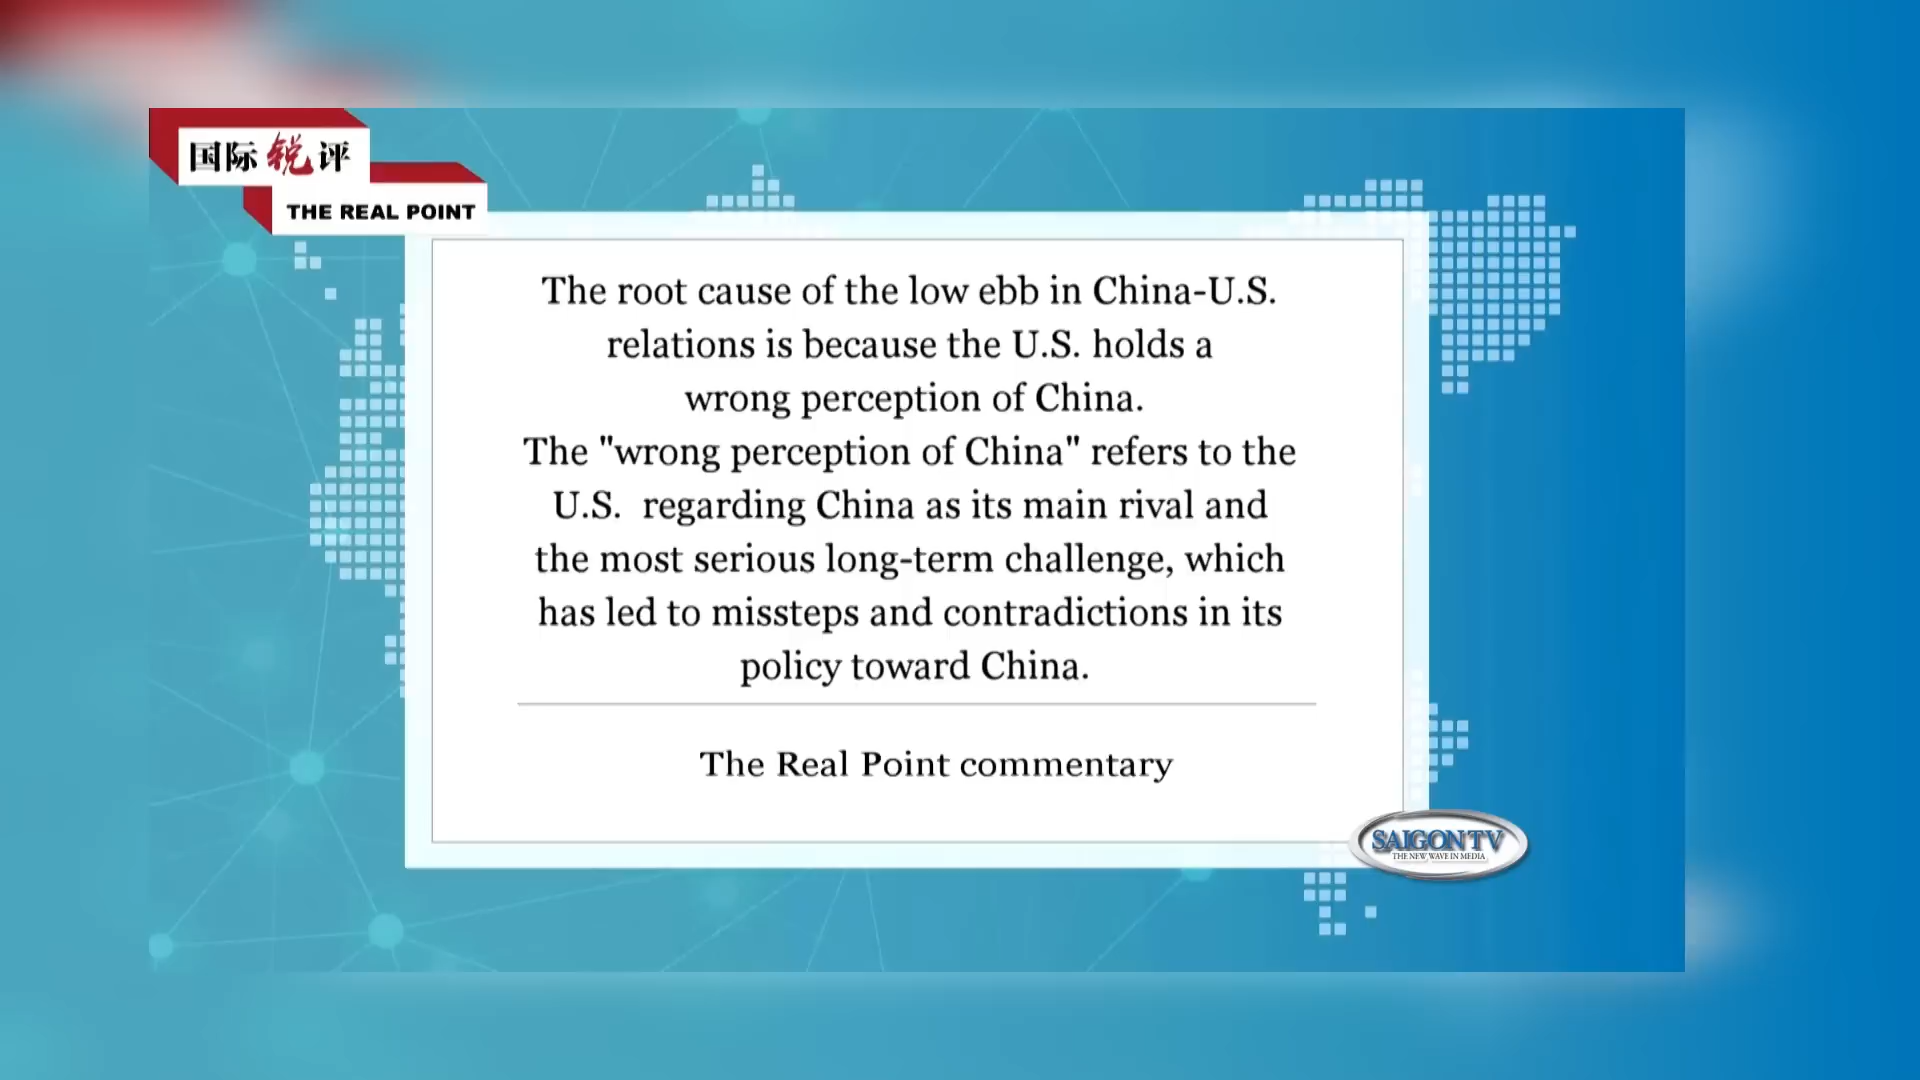 国际锐评
THE REAL POINT
The root cause of the low ebb in China-U.S.
relations is because the U.S. holds a
wrong perception of China.
The "wrong perception of China" refers to the
U.S. regarding China as its main rival and
the most serious long-term challenge, which
has led to missteps and contradictions in its
policy toward China.
The Real Point commentary
SAIGON TV
THE NEW WAVE IN MEDIA